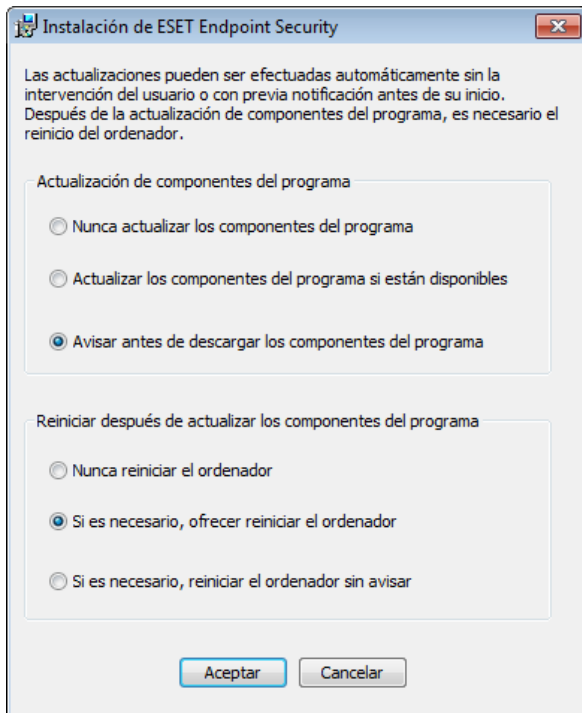 Instalación de ESET Endpoint Security
Las actualizaciones pueden ser efectuadas automáticamente sin la
intervención del usuario o con previa notificación antes de su inicio.
Después de la actualización de componentes del programa, es necesario el
reinicio del ordenador.
Actualización de componentes del programa
Nunca actualizar los componentes del programa
Actualizar los componentes del programa si están disponibles
Avisar antes de descargar los componentes del programa
Reiniciar después de actualizar los componentes del programa
Nunca reiniciar el ordenador
Si es necesario, ofrecer reiniciar el ordenador
Si es necesario, reiniciar el ordenador sin avisar
Aceptar Cancelar